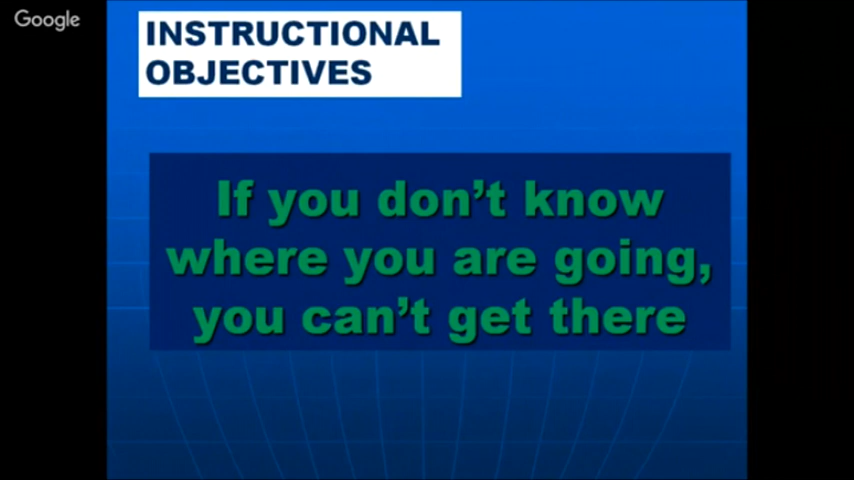 Google
INSTRUCTIONAL
OBJECTIVES
If you don't know
where you are going,
you can't get there